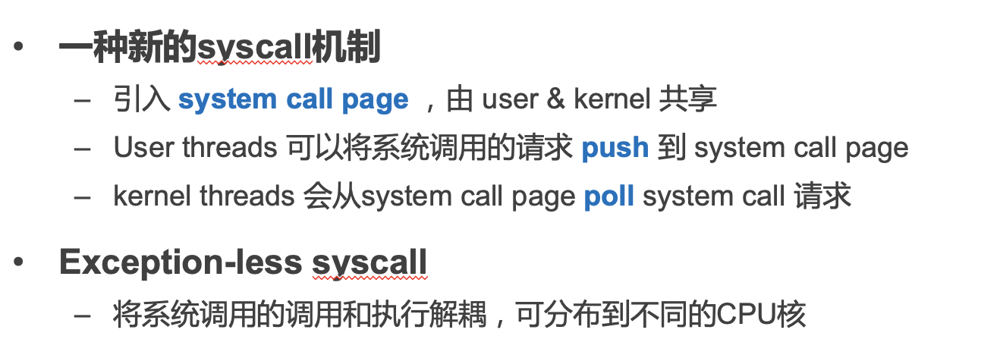 • 一种新的syscall机制
– 引入 system call page ，由 user & kernel 共享
– User threads 可以将系统调用的请求 push 到 system call page
– kernel threads 会从system call page poll system call 请求
• Exception-less syscall
– 将系统调用的调用和执行解耦，可分布到不同的CPU核